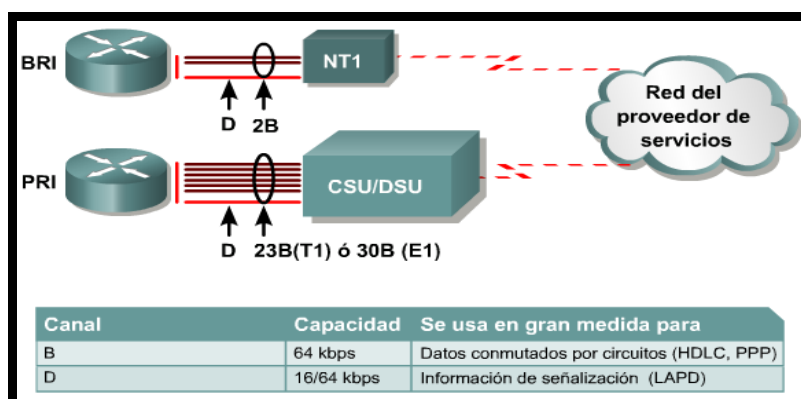 BRI
NT1
D 2B
Red del
proveedor de
servicios
PRI
CSU/DSU
D 23B(T1) ó 30B (E1)
Canal Capacidad Se usa en gran medida para
B 64 kbps Datos conmutados por circuitos (HDLC, PPP)
D 16/64 kbps Información de señalización (LAPD)